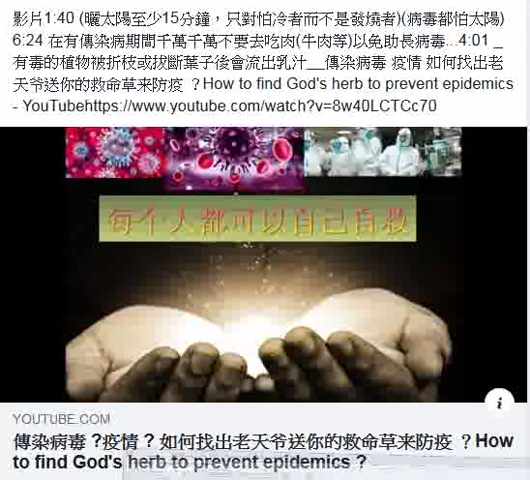 影片1:40 (曬太陽至少15分鐘，只對怕冷者而不是發燒者)(病毒都怕太陽)
6:24 在有傳染病期間千萬千萬不要去吃肉(牛肉等)以免助長病毒...4:01 _
有毒的植物被折枝或拔斷葉子後會流出乳汁__傳染病毒 疫情 如何找出老
天爷送你的救命草来防疫 ？How to find God's herb to prevent epidemics
- YouTubehttps://www.youtube.com/watch?v=8w40LCTCc70
每个人都可以自己自救
i
YOUTUBE.COM
傳染病毒 ?疫情 ? 如何找出老天爷送你的救命草来防疫 ？How
to find God's herb to prevent epidemics ?